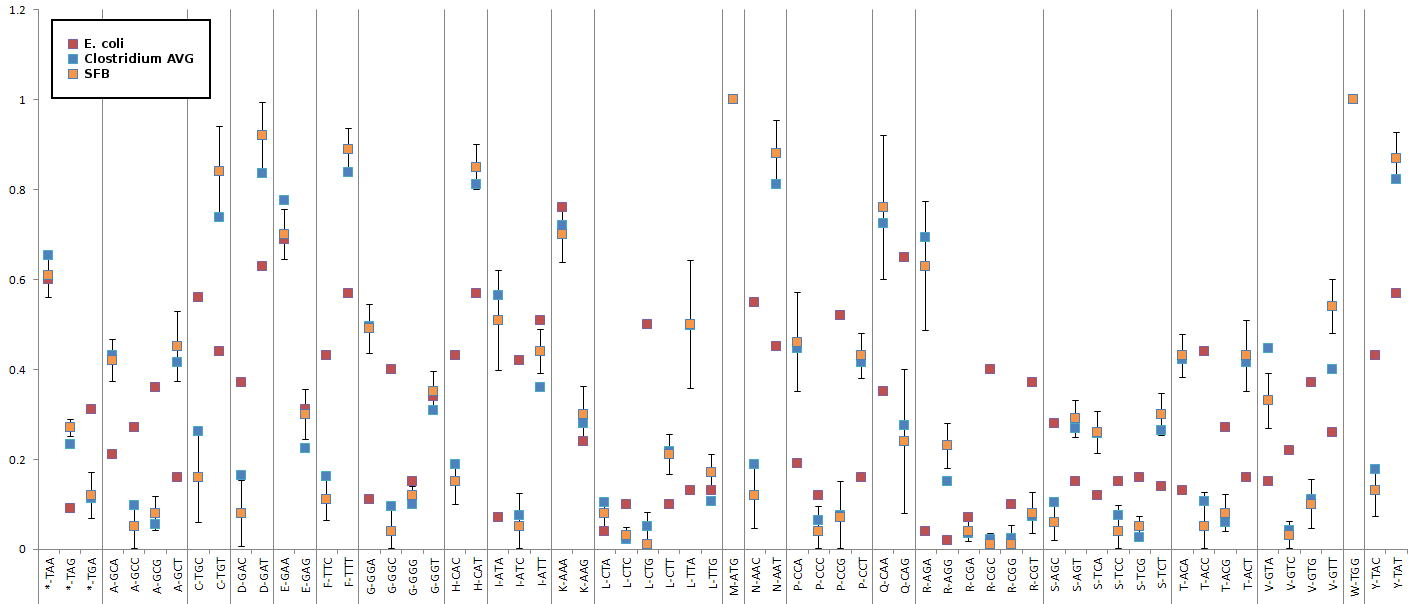 1.2
1
0.8
0.6
0.4
0.2
0
E. coli
Clostridium AVG
SFB
*-TAA
*-TAG
*-TGA
A-GCA
A-GCC
A-GCG
A-GCT
C-TGC
C-TGT
D-GAC
D-GAT
E-GAA
E-GAG
F-TTC
F-TTT
G-GGA
G-GGC
G-GGG
G-GGT
H-CAC
H-CAT
I-ATA
I-ATC
I-ATT
K-AAA
K-AAG
L-CTA
L-CTC
L-CTG
L-CTT
L-TTA
L-TTG
M-ATG
N-AAC
N-AAT
P-CCA
P-CCC
P-CCG
P-CCT
Q-CAA
Q-CAG
R-AGA
R-AGG
R-CGA
R-CGC
R-CGG
R-CGT
S-AGC
S-AGT
S-TCA
S-TCC
S-TCG
S-TCT
T-ACA
T-ACC
T-ACG
T-ACT
V-GTA
V-GTC
V-GTG
V-GTT
W-TGG
Y-TAC
Y-TAT